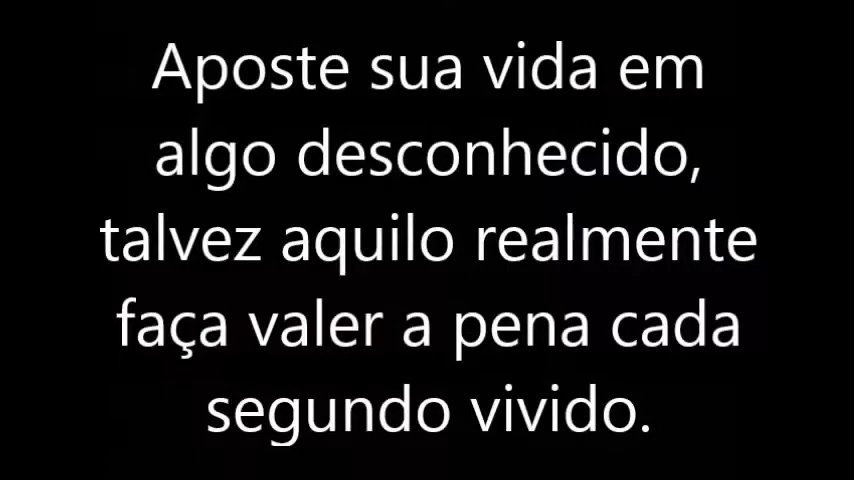 Aposte sua vida em
algo desconhecido,
talvez aquilo realmente
faça valer a pena cada
segundo vivido.